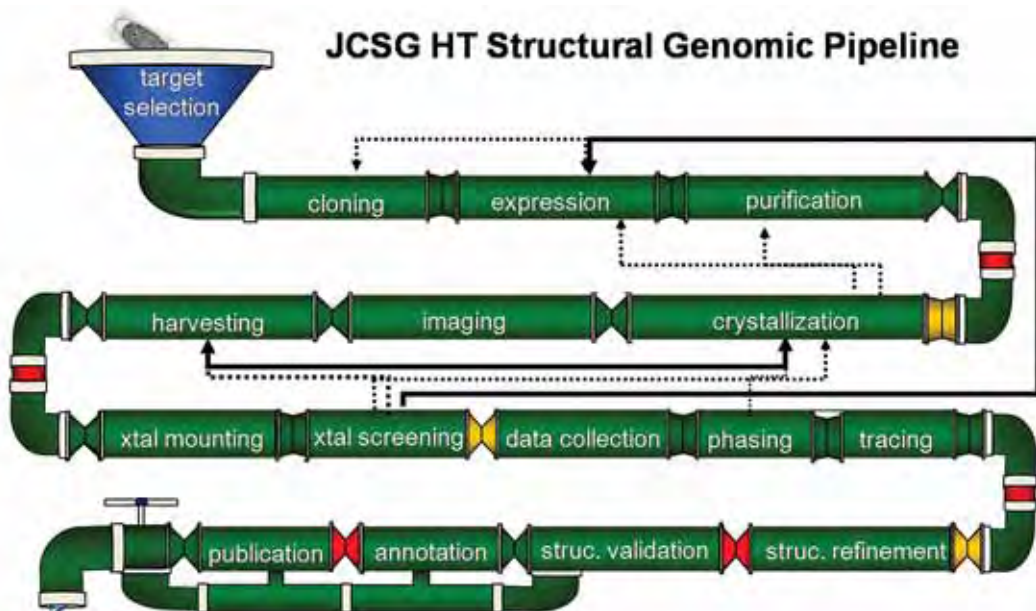 JCSG HT Structural Genomic Pipeline
target
selection
cloning
expression
purification
harvesting
imaging
crystallization
xtal mounting
xtal screening
data collection
phasing
tracing
publication
annotation
struc. validation
struc. refinement